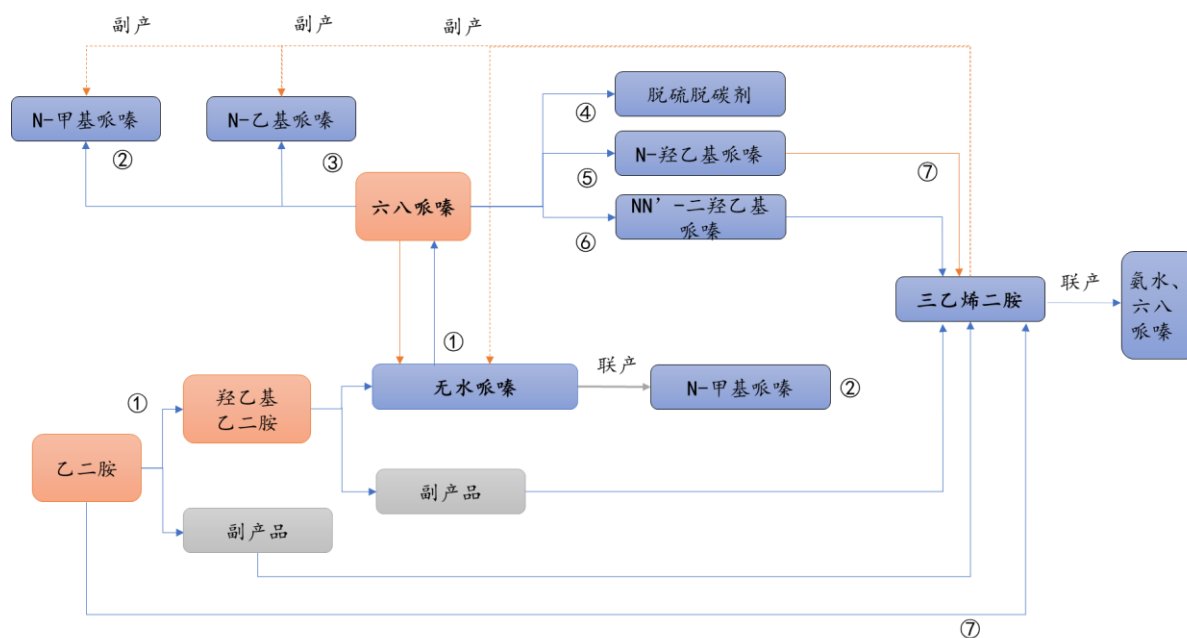 副产
副产
副产
N-甲基哌嗪
N-乙基哌嗪
脱硫脱碳剂
②
③
④
N-羟乙基哌嗪
⑤
⑦
六八哌嗪
NN’-二羟乙基
哌嗪
⑥
三乙烯二胺
联产
氨水、
六八
哌嗪
①
无水哌嗪
联产
N-甲基哌嗪
②
①
羟乙基
乙二胺
乙二胺
副产品
副产品
⑦